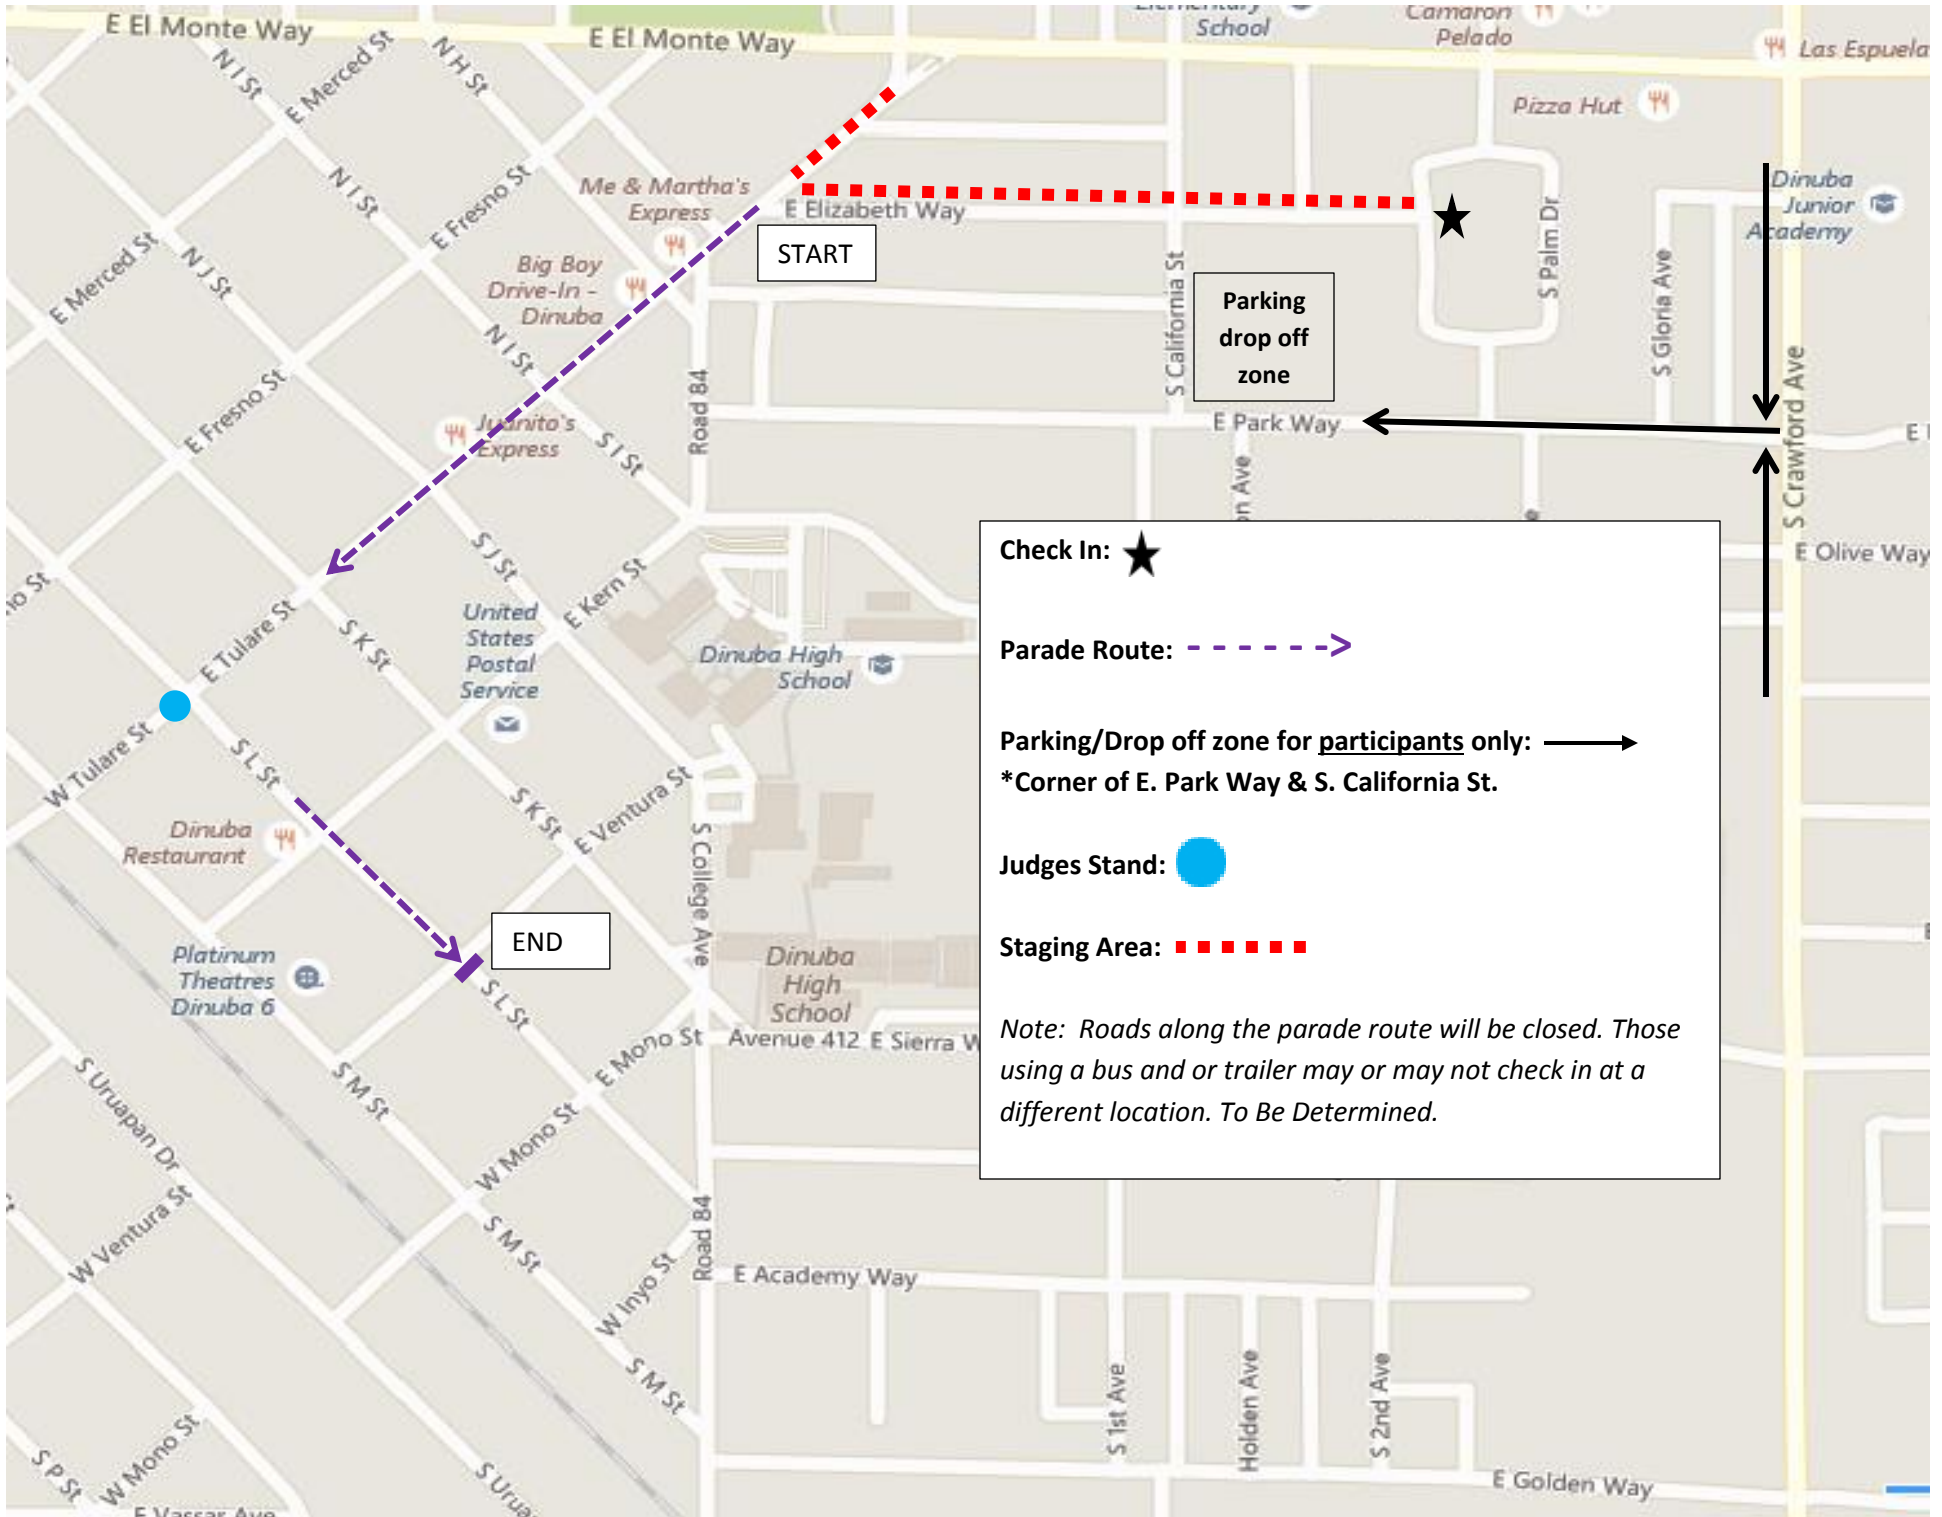 E El Monte Way
E El Monte Way
School
Camaron
Pelado
Las Espuela
Pizza Hut
N I St
E Merced St
N H St
Me & Martha's
Express
E Elizabeth Way
START
N I St
E Fresno St
Dinuba
Junior
Academy
E Merced St
N J St
Big Boy
Drive-In -
Dinuba
N I St
S California St
Parking
drop off
zone
S Palm Dr
S Gloria Ave
S Crawford Ave
E Fresno St
Juanito's
Express
S I St
Road 84
E Park Way
E Olive Way
S J St
E Kern St
E Tulare St
S K St
United
States
Postal
Service
Dinuba High
School
W Tulare St
S L St
Dinuba
Restaurant
S K St
E Ventura St
S College Ave
Platinum
Theatres
Dinuba 6
END
S L St
Dinuba
High
School
E Mono St
Avenue 412
E Sierra W
Check In:
Parade Route:
Parking/Drop off zone for participants only:
*Corner of E. Park Way & S. California St.
Judges Stand:
Staging Area:
Note:  Roads along the parade route will be closed. Those
using a bus and or trailer may or may not check in at a
different location. To Be Determined.
S Uruapan Dr
S M St
W Mono St
W Ventura St
S M St
W Inyo St
Road 84
E Academy Way
S M St
S 1st Ave
Holden Ave
S 2nd Ave
E Golden Way
S P St
W Mono St
S Urua
E Vassar Ave